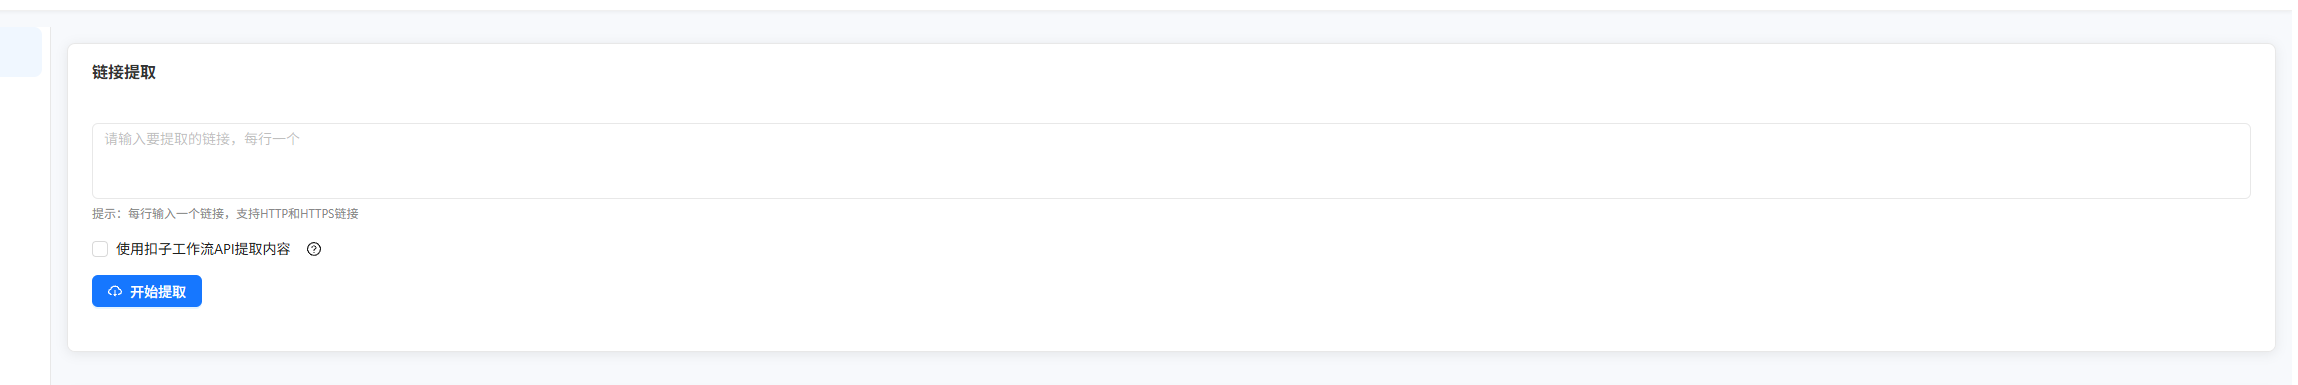 链接提取
请输入要提取的链接，每行一个
提示：每行输入一个链接，支持HTTP和HTTPS链接
使用扣子工作流API提取内容
开始提取